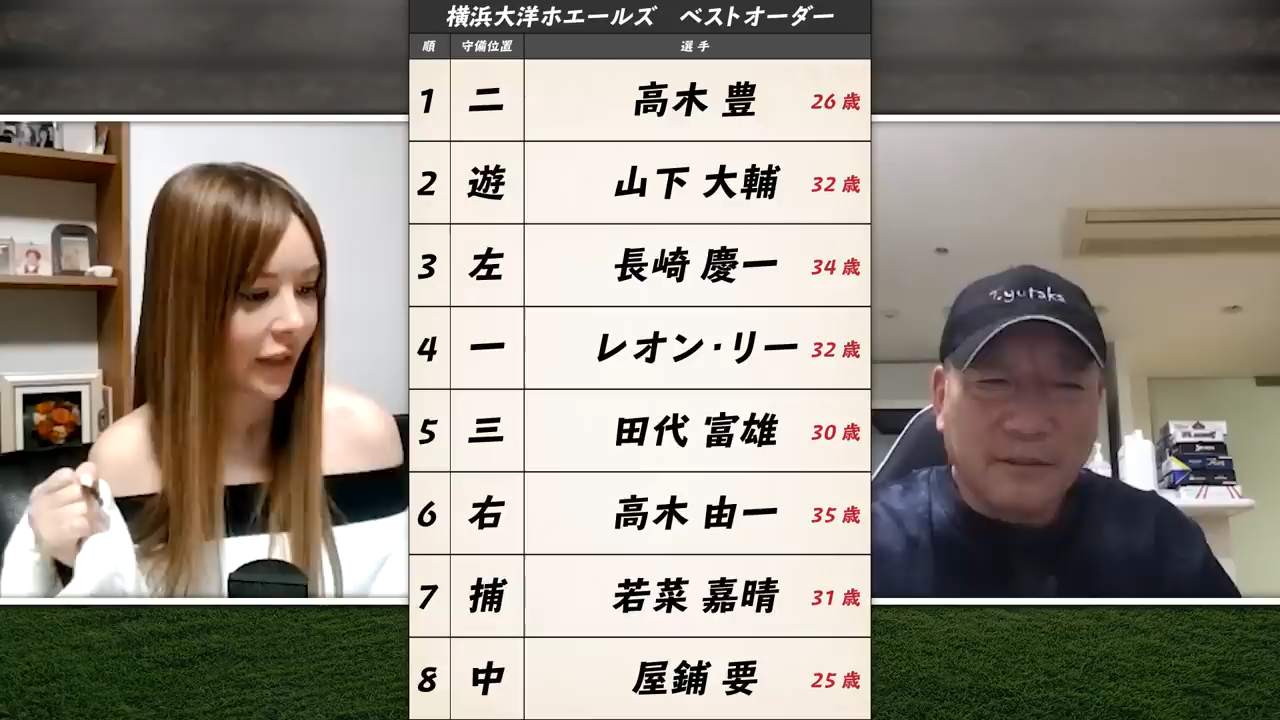 横浜大洋ホエールズ　ベストオーダー
順 守備位置 選手
1 二 高木 豊 26歳
2 遊 山下 大輔 32歳
3 左 長崎 慶一 34歳
4 一 レオン・リー 32歳
5 三 田代 富雄 30歳
6 右 高木 由一 35歳
7 捕 若菜 嘉晴 31歳
8 中 屋鋪 要 25歳
yutaka